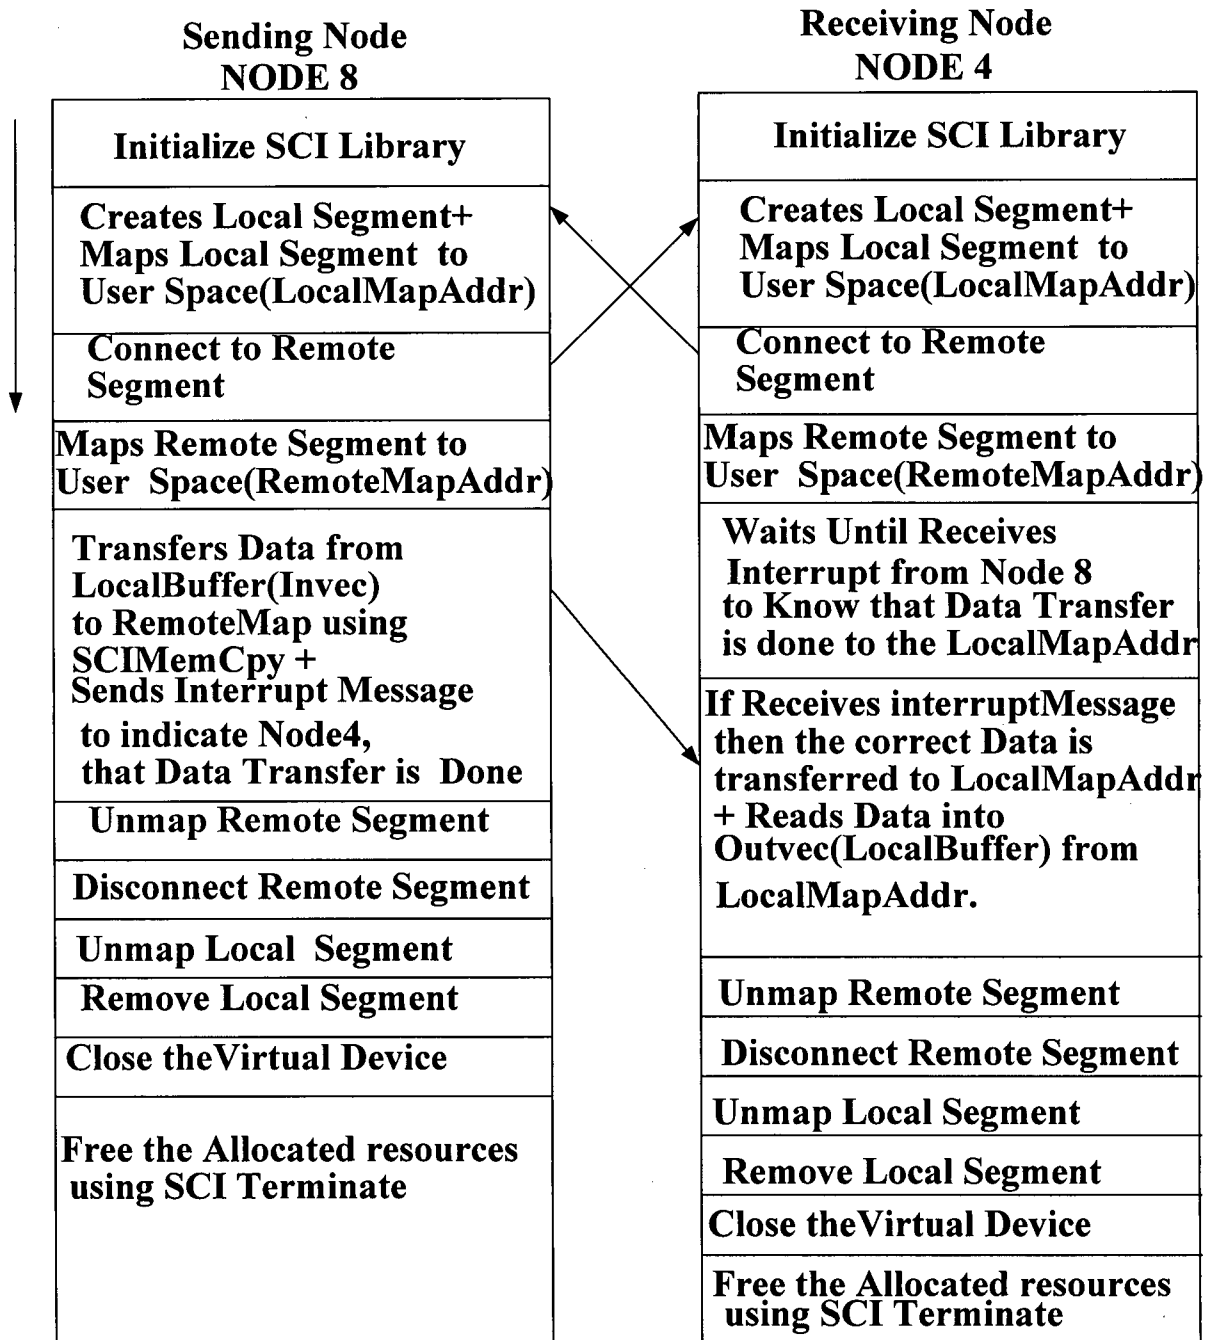 Sending Node
NODE 8
Initialize SCI Library
Creates Local Segment+
Maps Local Segment to
User Space(LocalMapAddr)
Connect to Remote
Segment
Maps Remote Segment to
User Space(RemoteMapAddr)
Transfers Data from
LocalBuffer(Invec)
to RemoteMap using
SCIMemCpy +
Sends Interrupt Message
to indicate Node4,
that Data Transfer is Done
Unmap Remote Segment
Disconnect Remote Segment
Unmap Local Segment
Remove Local Segment
Close theVirtual Device
Free the Allocated resources
using SCI Terminate
Receiving Node
NODE 4
Initialize SCI Library
Creates Local Segment+
Maps Local Segment to
User Space(LocalMapAddr)
Connect to Remote
Segment
Maps Remote Segment to
User Space(RemoteMapAddr)
Waits Until Receives
Interrupt from Node 8
to Know that Data Transfer
is done to the LocalMapAddr
If Receives interruptMessage
then the correct Data is
transferred to LocalMapAddr
+ Reads Data into
Outvec(LocalBuffer) from
LocalMapAddr.
Unmap Remote Segment
Disconnect Remote Segment
Unmap Local Segment
Remove Local Segment
Close theVirtual Device
Free the Allocated resources
using SCI Terminate